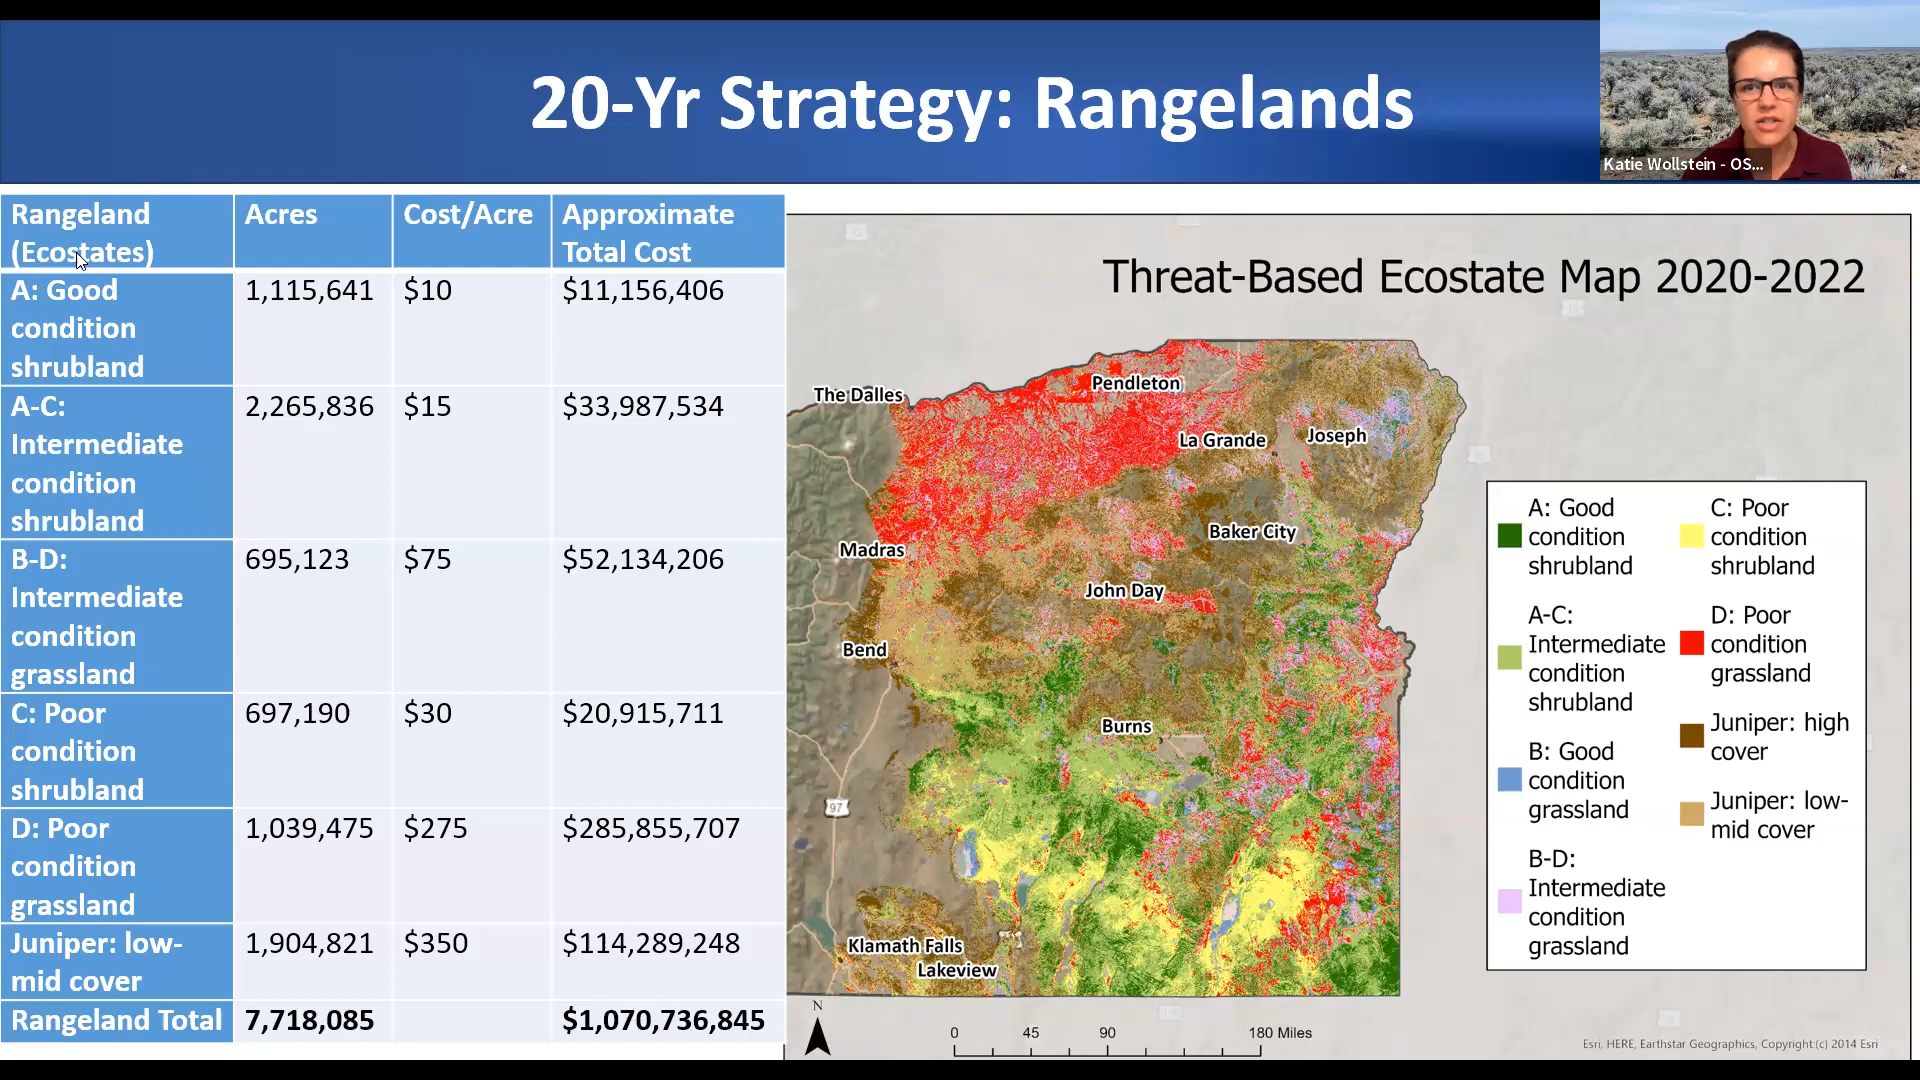 20-Yr Strategy: Rangelands
Katie Wollstein - OS...
Rangeland
(Ecostates)
Acres
Cost/Acre
Approximate
Total Cost
A: Good
condition
shrubland
1,115,641
$10
$11,156,406
A-C:
Intermediate
condition
shrubland
2,265,836
$15
$33,987,534
B-D:
Intermediate
condition
grassland
695,123
$75
$52,134,206
C: Poor
condition
shrubland
697,190
$30
$20,915,711
D: Poor
condition
grassland
1,039,475
$275
$285,855,707
Juniper: low-
mid cover
1,904,821
$350
$114,289,248
Rangeland Total
7,718,085
$1,070,736,845
Threat-Based Ecostate Map 2020-2022
The Dalles
Pendleton
La Grande
Joseph
Baker City
Madras
John Day
Bend
Burns
97
Klamath Falls
Lakeview
A: Good
condition
shrubland
A-C:
Intermediate
condition
shrubland
B: Good
condition
grassland
B-D:
Intermediate
condition
grassland
C: Poor
condition
shrubland
D: Poor
condition
grassland
Juniper: high
cover
Juniper: low-
mid cover
N
0 45 90 180 Miles
Esri, HERE, Earthstar Geographics, Copyright:(c) 2014 Esri